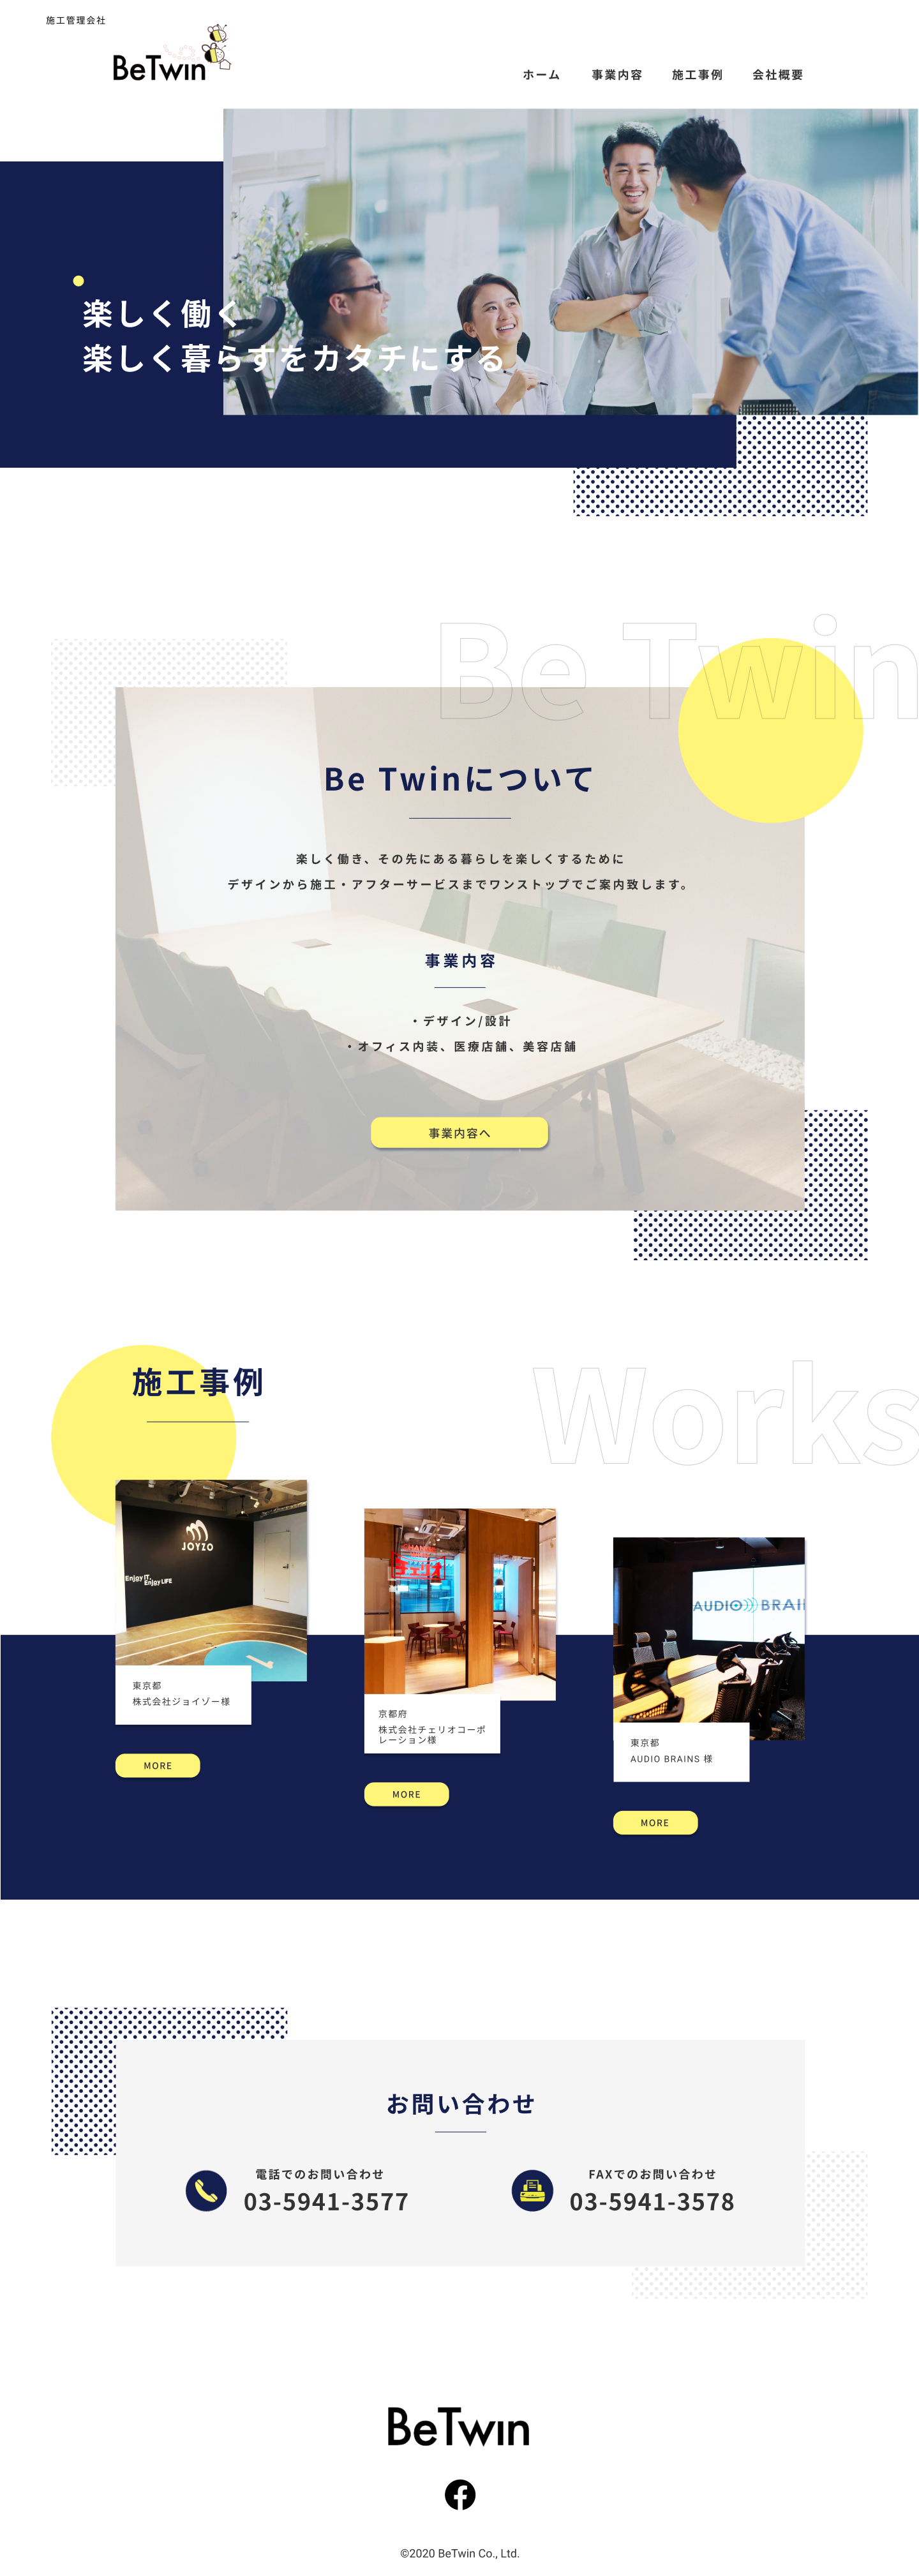 施工管理会社
BeTwin
ホーム 事業内容 施工事例 会社概要
楽しく働く
楽しく暮らすをカタチにする
Be Twin
Be Twinについて
楽しく働き、その先にある暮らしを楽しくするために
デザインから施工・アフターサービスまでワンストップでご案内致します。
事業内容
・デザイン/設計
・オフィス内装、医療店舗、美容店舗
事業内容へ
施工事例
Works
JOYZO
Enjoy IT,
Enjoy LIFE
東京都
株式会社ジョイゾー様
MORE
チェリオ
京都府
株式会社チェリオコーポ
レーション様
MORE
AUDIO BRAI
東京都
AUDIO BRAINS 様
MORE
お問い合わせ
電話でのお問い合わせ
03-5941-3577
FAXでのお問い合わせ
03-5941-3578
BeTwin
©2020 BeTwin Co., Ltd.